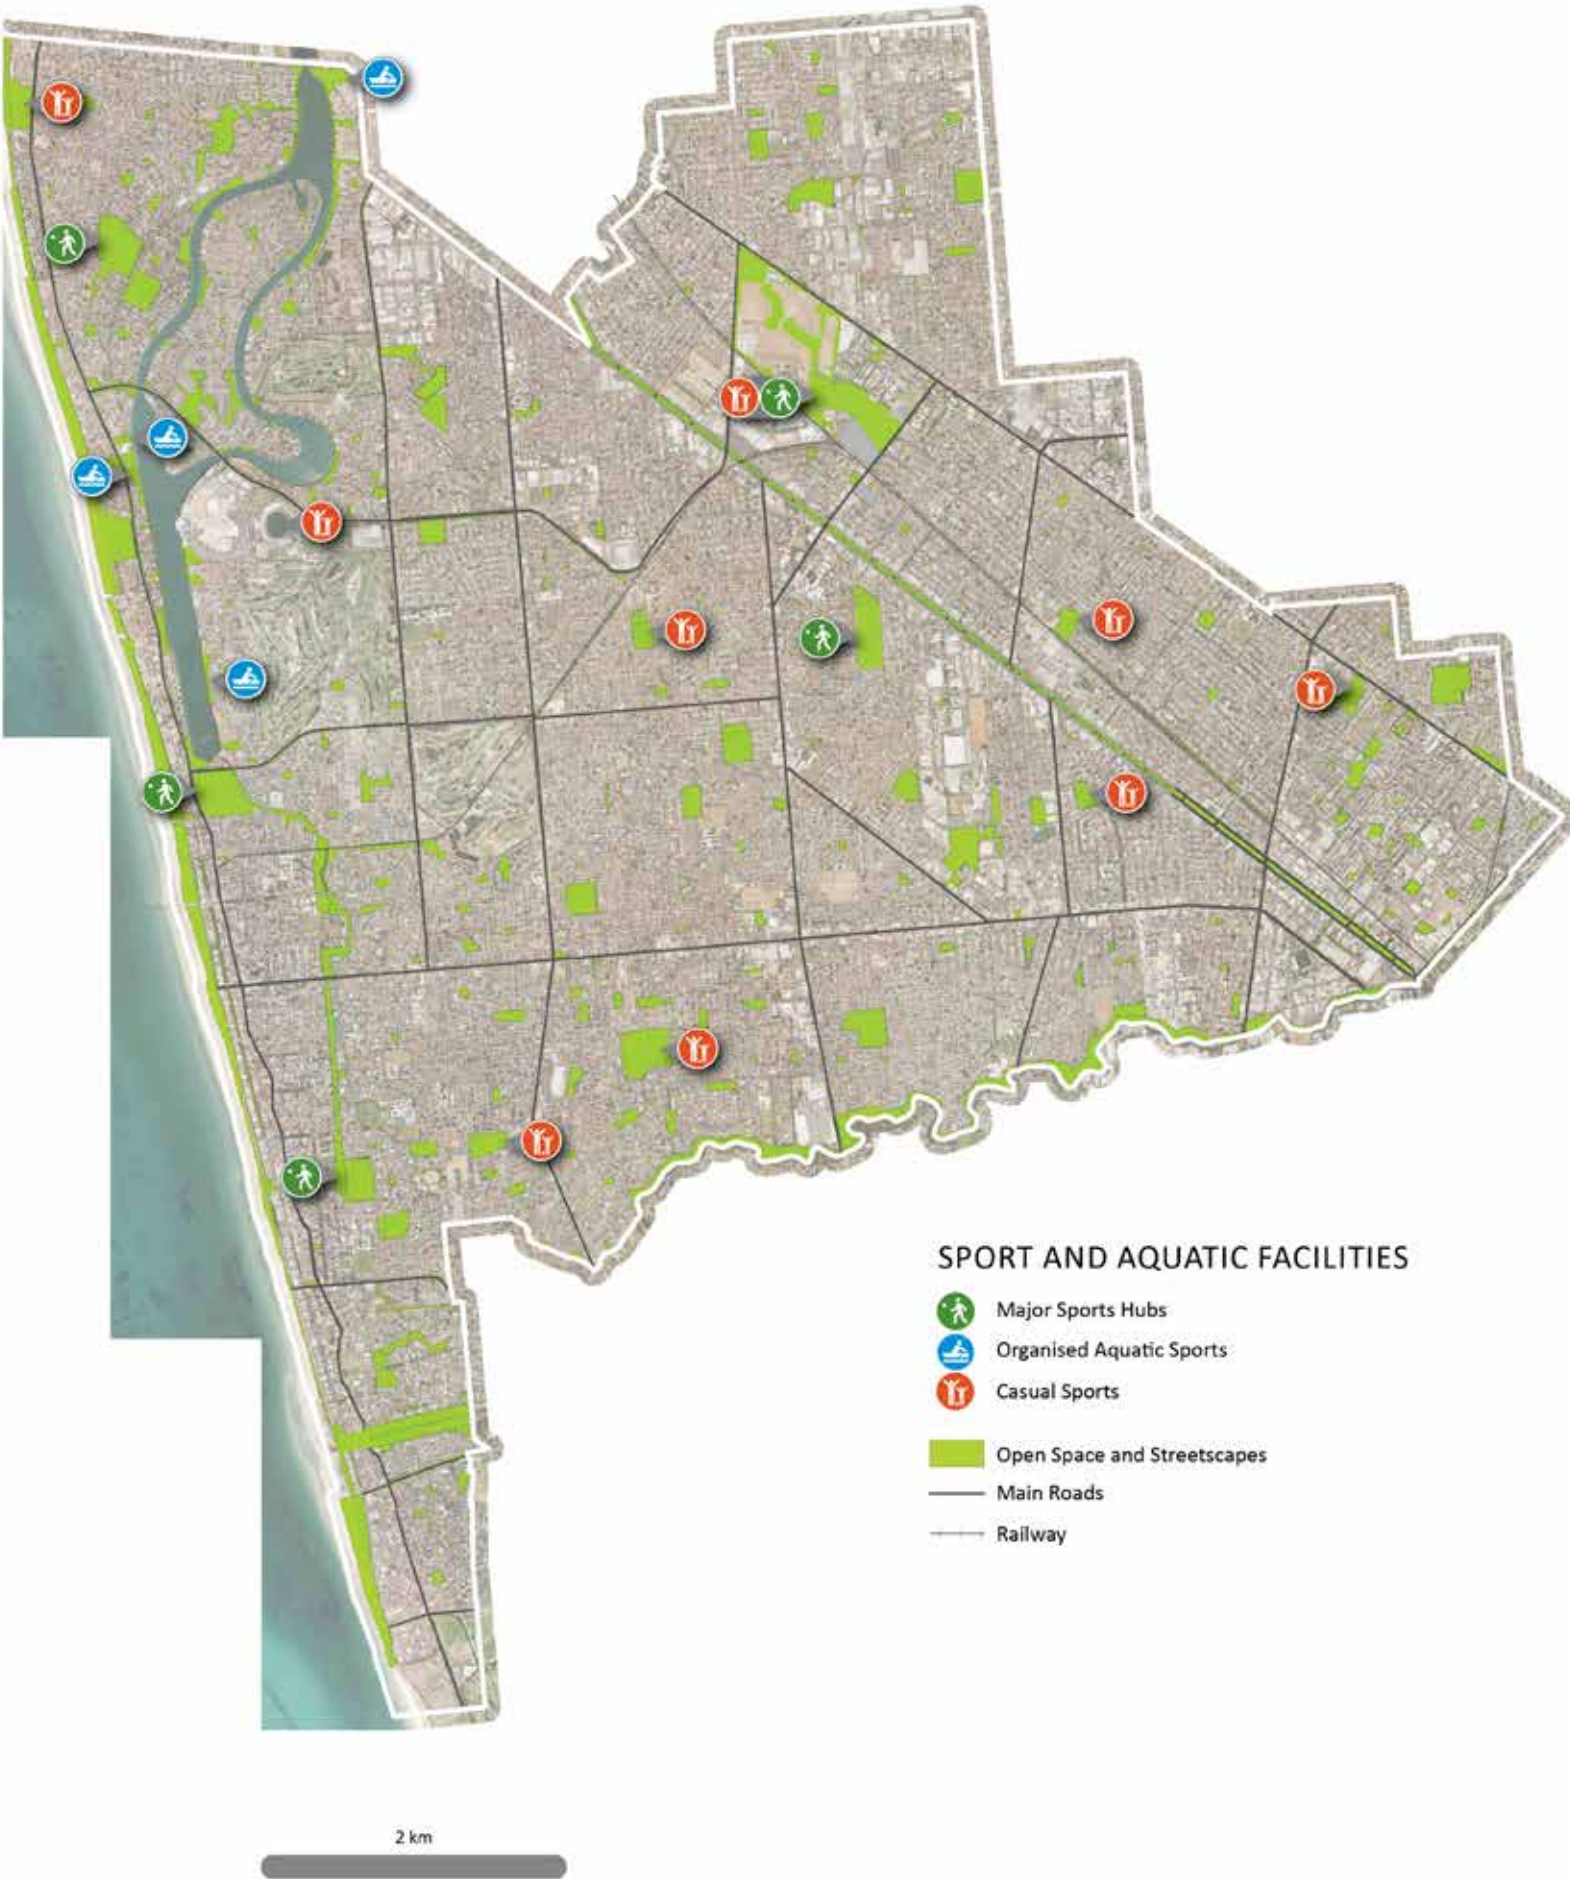 SPORT AND AQUATIC FACILITIES
Major Sports Hubs
Organised Aquatic Sports
Casual Sports
Open Space and Streetscapes
Main Roads
Railway
2 km